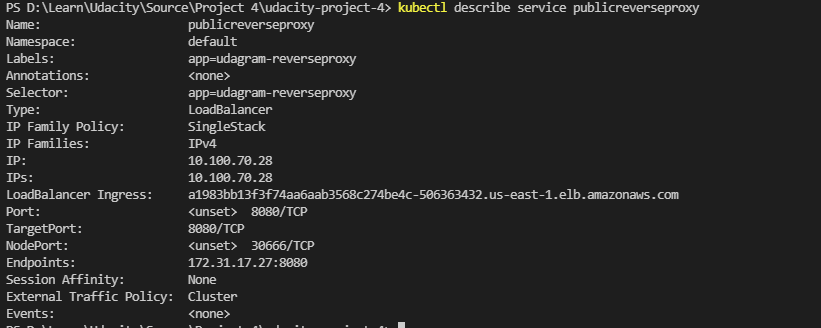 PS D:\Learn\Udacity\Source\Project 4\udacity-project-4> kubectl describe service publicreverseproxy
Name:                     publicreverseproxy
Namespace:                default
Labels:                   app=udagram-reverseproxy
Annotations:              <none>
Selector:                 app=udagram-reverseproxy
Type:                     LoadBalancer
IP Family Policy:         SingleStack
IP Families:              IPv4
IP:                       10.100.70.28
IPs:                      10.100.70.28
LoadBalancer Ingress:     a1983bb13f3f74aa6aab3568c274be4c-506363432.us-east-1.elb.amazonaws.com
Port:                     <unset>  8080/TCP
TargetPort:               8080/TCP
NodePort:                 <unset>  30666/TCP
Endpoints:                172.31.17.27:8080
Session Affinity:         None
External Traffic Policy:  Cluster
Events:                   <none>
PS D:\Learn\Udacity\Source\Project 4\udacity-project-4>